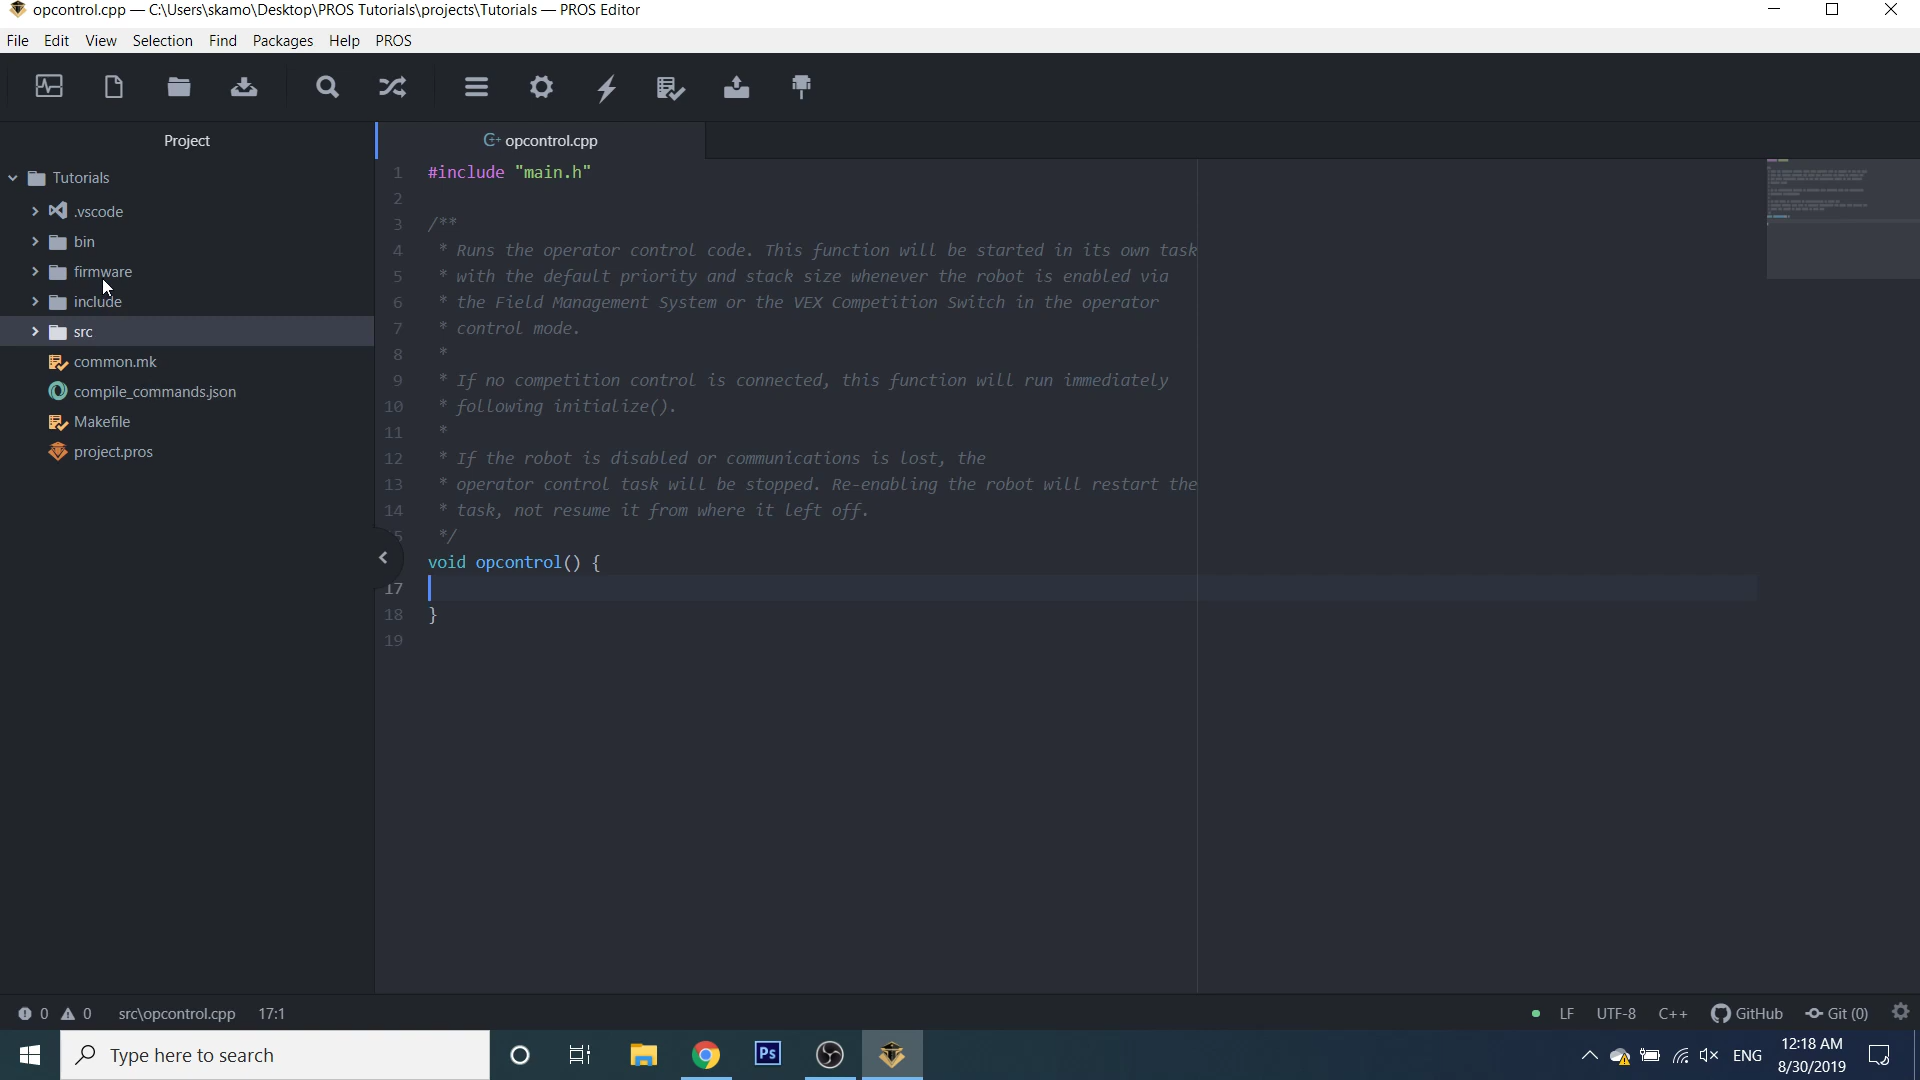 opcontrol.cpp — C:\Users\skamo\Desktop\PROS Tutorials\projects\Tutorials — PROS Editor
File Edit View Selection Find Packages Help PROS
Project
Tutorials
.vscode
bin
firmware
include
src
common.mk
compile_commands.json
Makefile
project.pros
C++ opcontrol.cpp
1 #include "main.h"
2
3 /**
4 * Runs the operator control code. This function will be started in its own task
5 * with the default priority and stack size whenever the robot is enabled via
6 * the Field Management System or the VEX Competition Switch in the operator
7 * control mode.
8 *
9 * If no competition control is connected, this function will run immediately
10 * following initialize().
11 *
12 * If the robot is disabled or communications is lost, the
13 * operator control task will be stopped. Re-enabling the robot will restart the
14 * task, not resume it from where it left off.
5 */
void opcontrol() {
17
18 }
19
0 0 src\opcontrol.cpp 17:1 LF UTF-8 C++ GitHub Git (0)
Type here to search Ps ENG 12:18 AM
8/30/2019